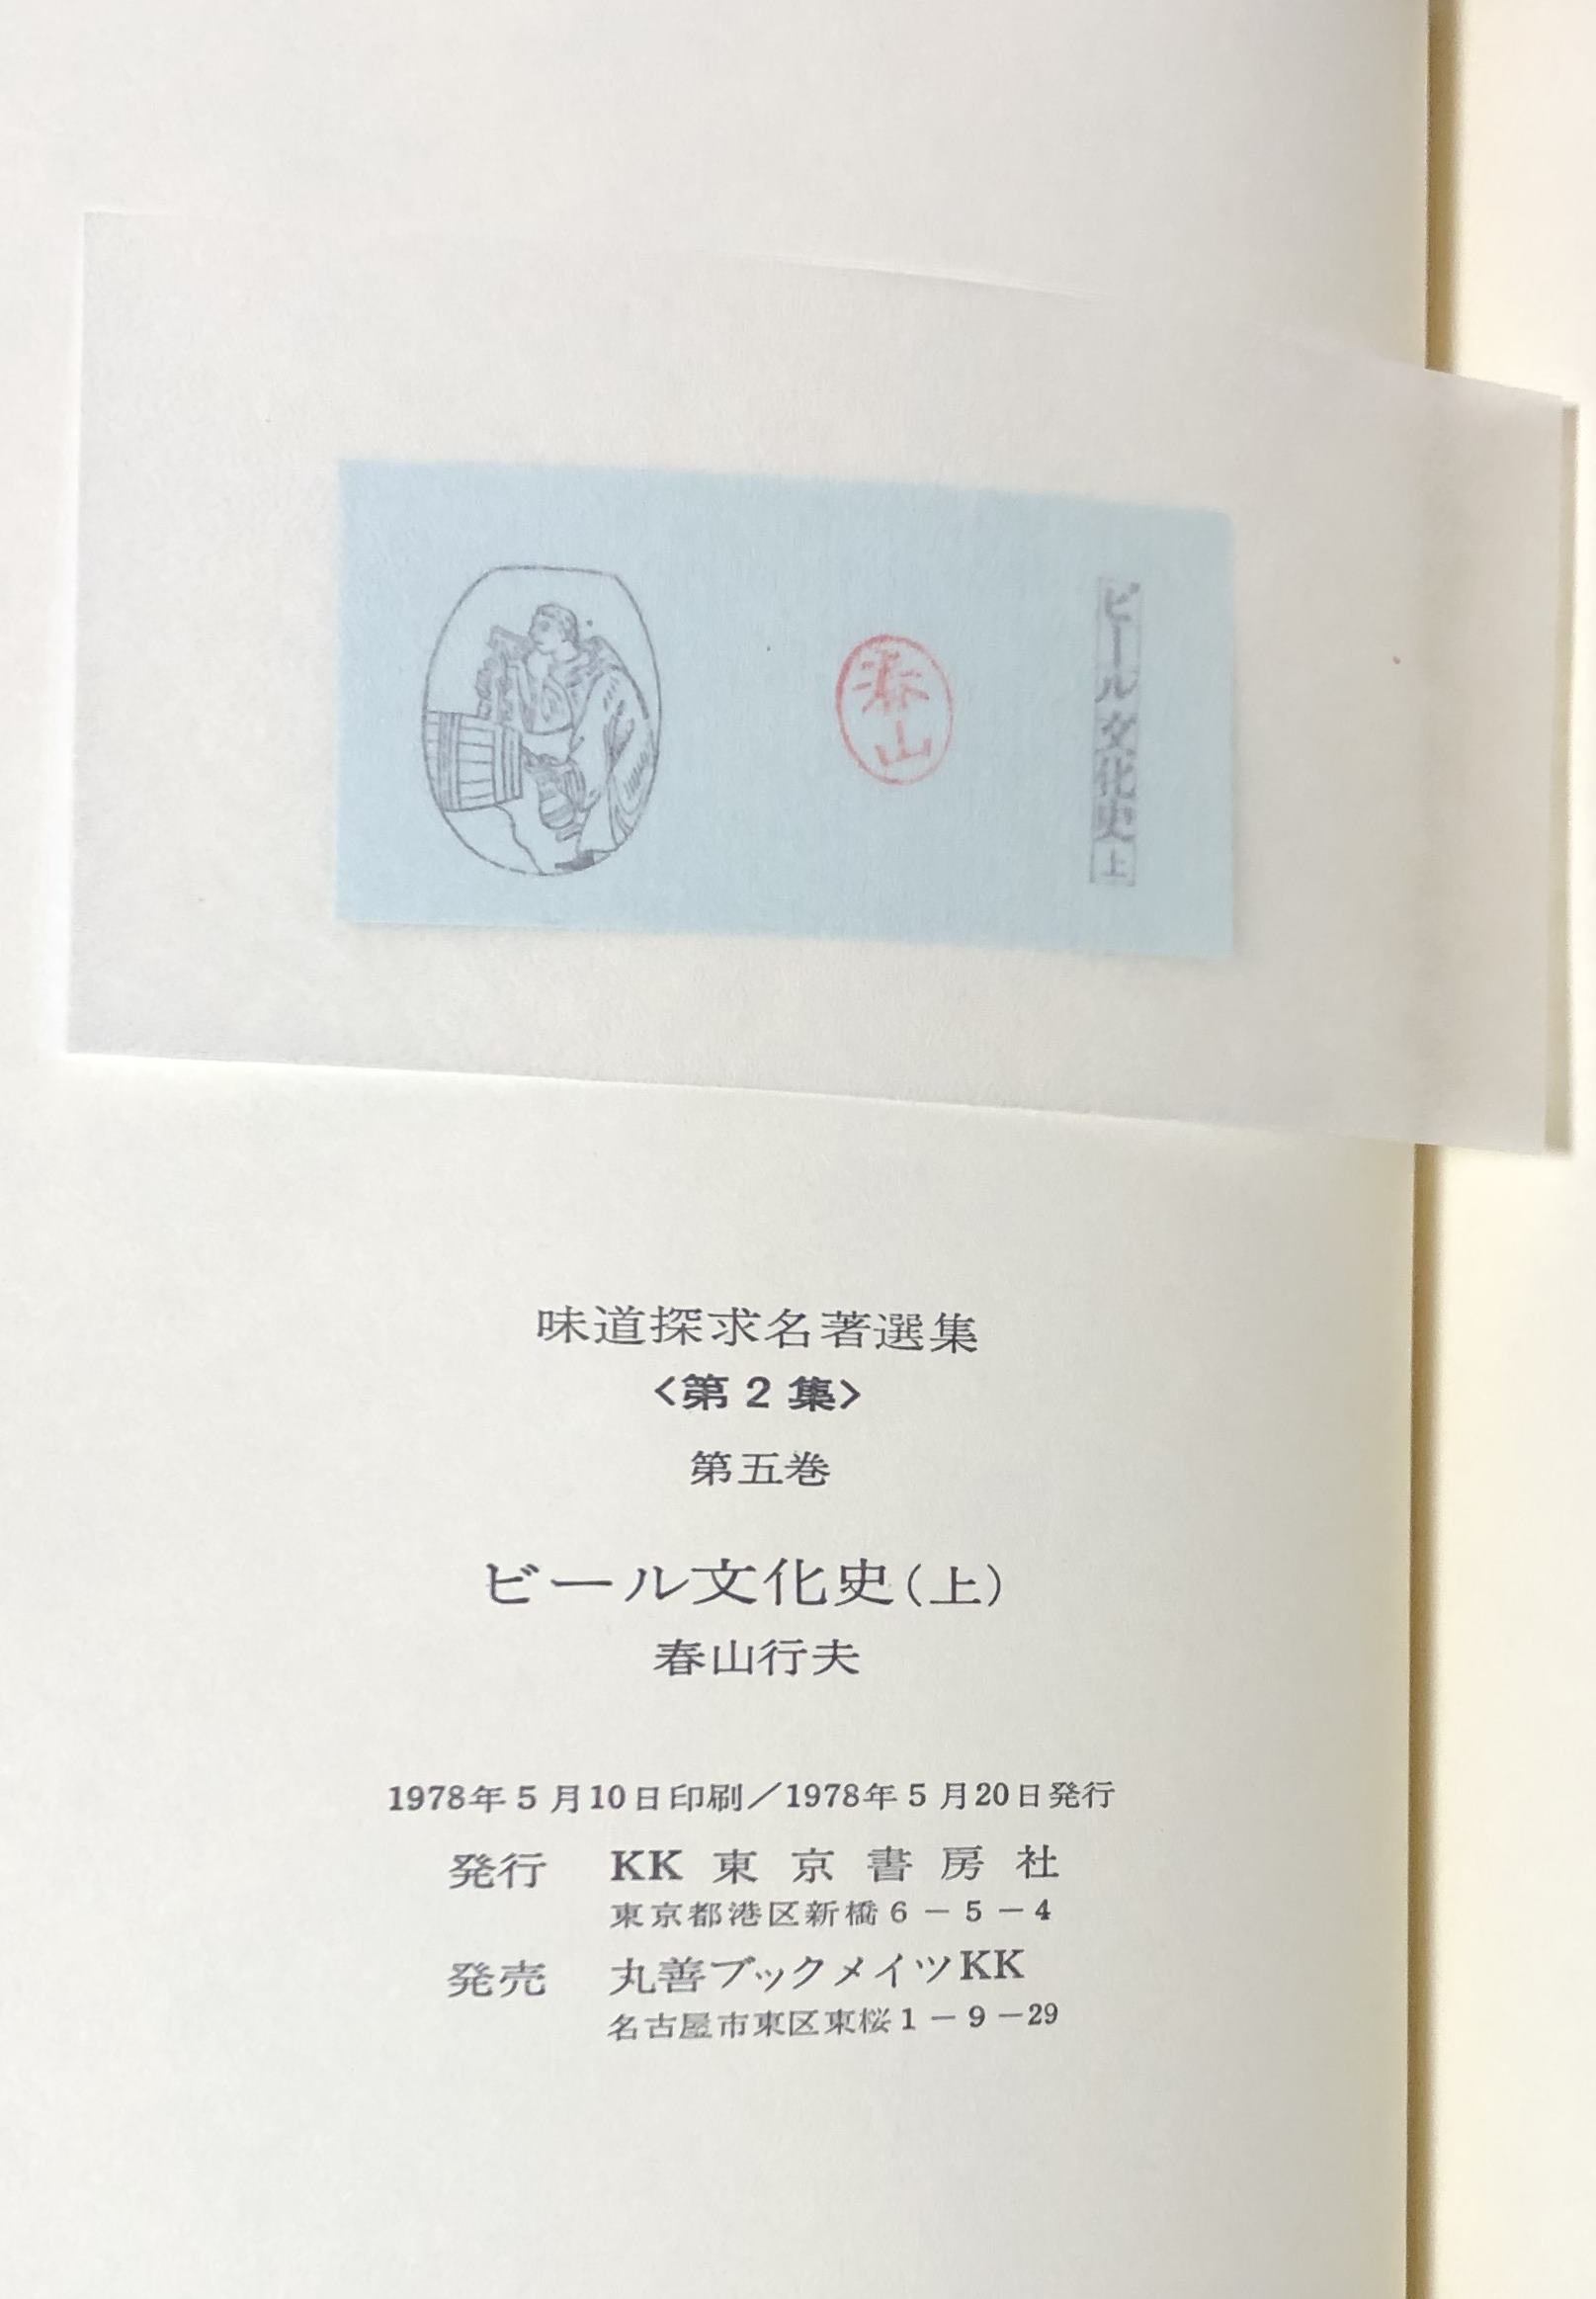 ビール文化史上
春山
味道探求名著選集
<第2集>
第五巻
ビール文化史(上)
春山行夫
1978年5月10日印刷/1978年5月20日発行
発行 KK東京書房社
東京都港区新橋6-5-4
発売 丸善ブックメイツKK
名古屋市東区東桜1-9-29